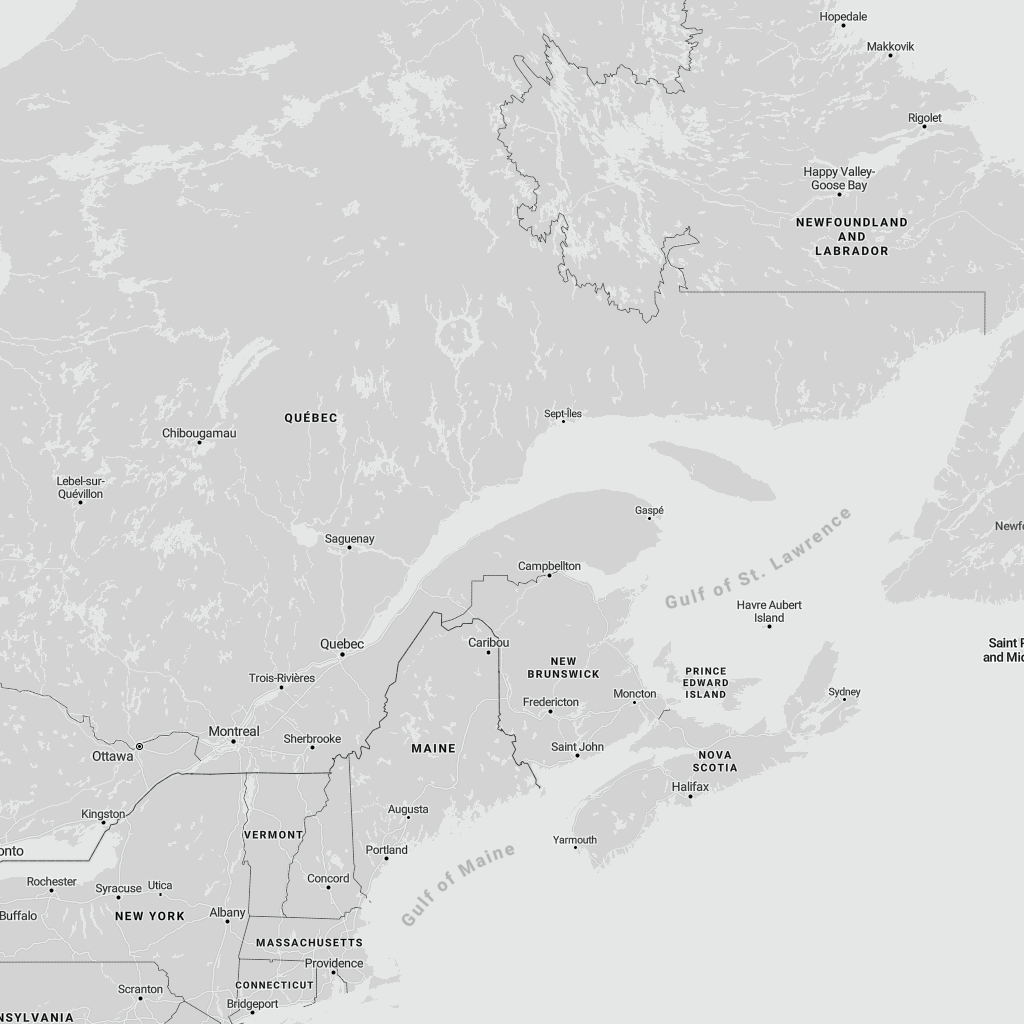 Hopedale
Makkovik
Rigolet
Happy Valley-
Goose Bay
NEWFOUNDLAND
AND
LABRADOR
QUÉBEC
Sept-Îles
Chibougamau
Lebel-sur-
Quévillon
Gaspé
Gulf of St. Lawrence
Newfo
Saguenay
Campbellton
Havre Aubert
Island
Quebec
Caribou
Saint P
and Mic
NEW
BRUNSWICK
PRINCE
EDWARD
ISLAND
Trois-Rivières
Moncton
Sydney
Fredericton
Montreal
Sherbrooke
Ottawa
MAINE
Saint John
NOVA
SCOTIA
Halifax
Kingston
Augusta
VERMONT
Yarmouth
onto
Portland
Gulf of Maine
Rochester
Syracuse
Utica
Concord
Buffalo
NEW YORK
Albany
MASSACHUSETTS
Providence
CONNECTICUT
Scranton
Bridgeport
NSYLVANIA